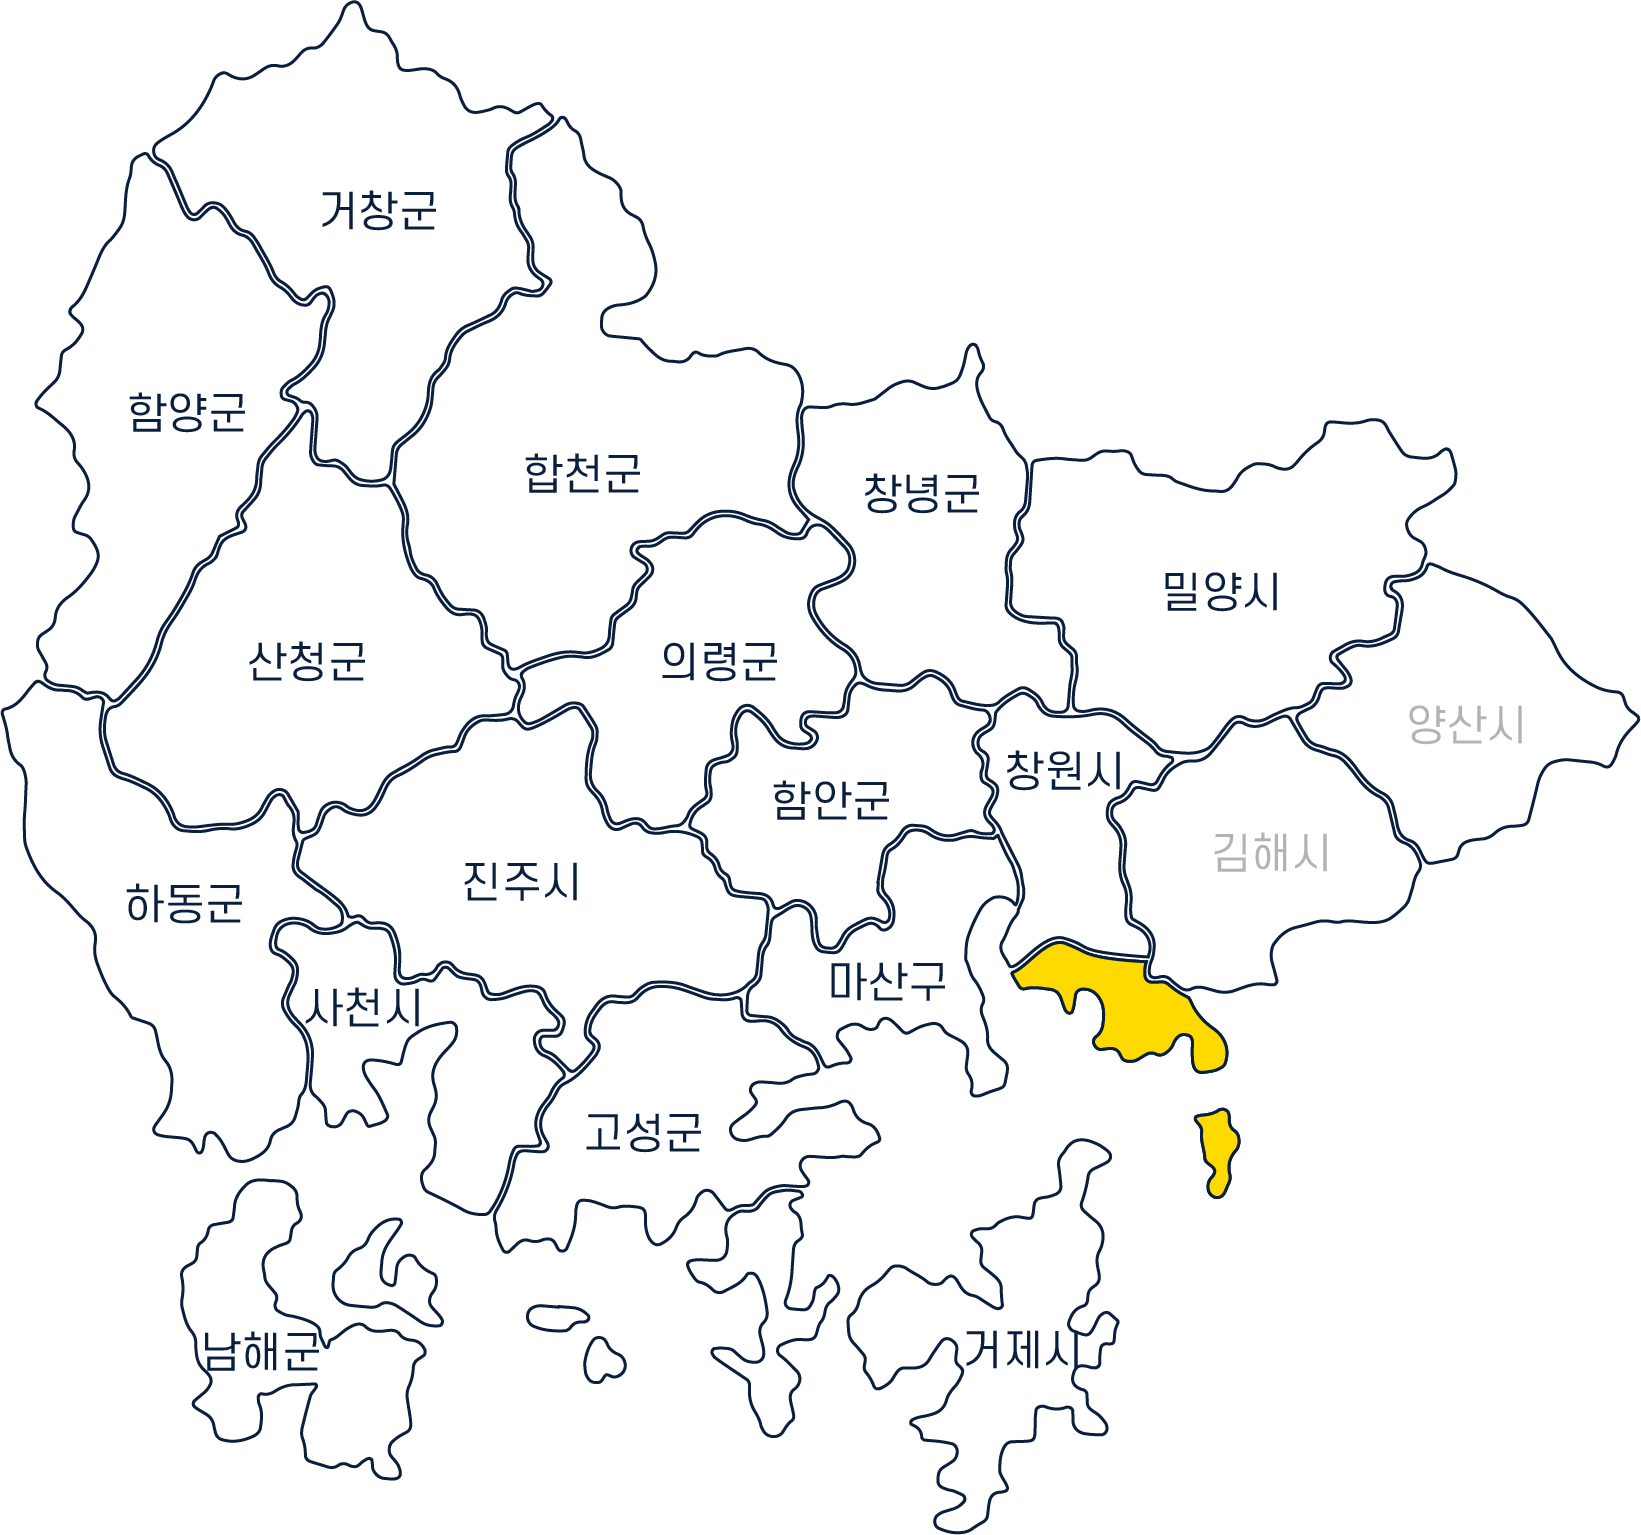 거창군
함양군
합천군
창녕군
밀양시
산청군
의령군
양산시
창원시
함안군
김해시
진주시
하동군
마산구
사천시
고성군
남해군
거제시